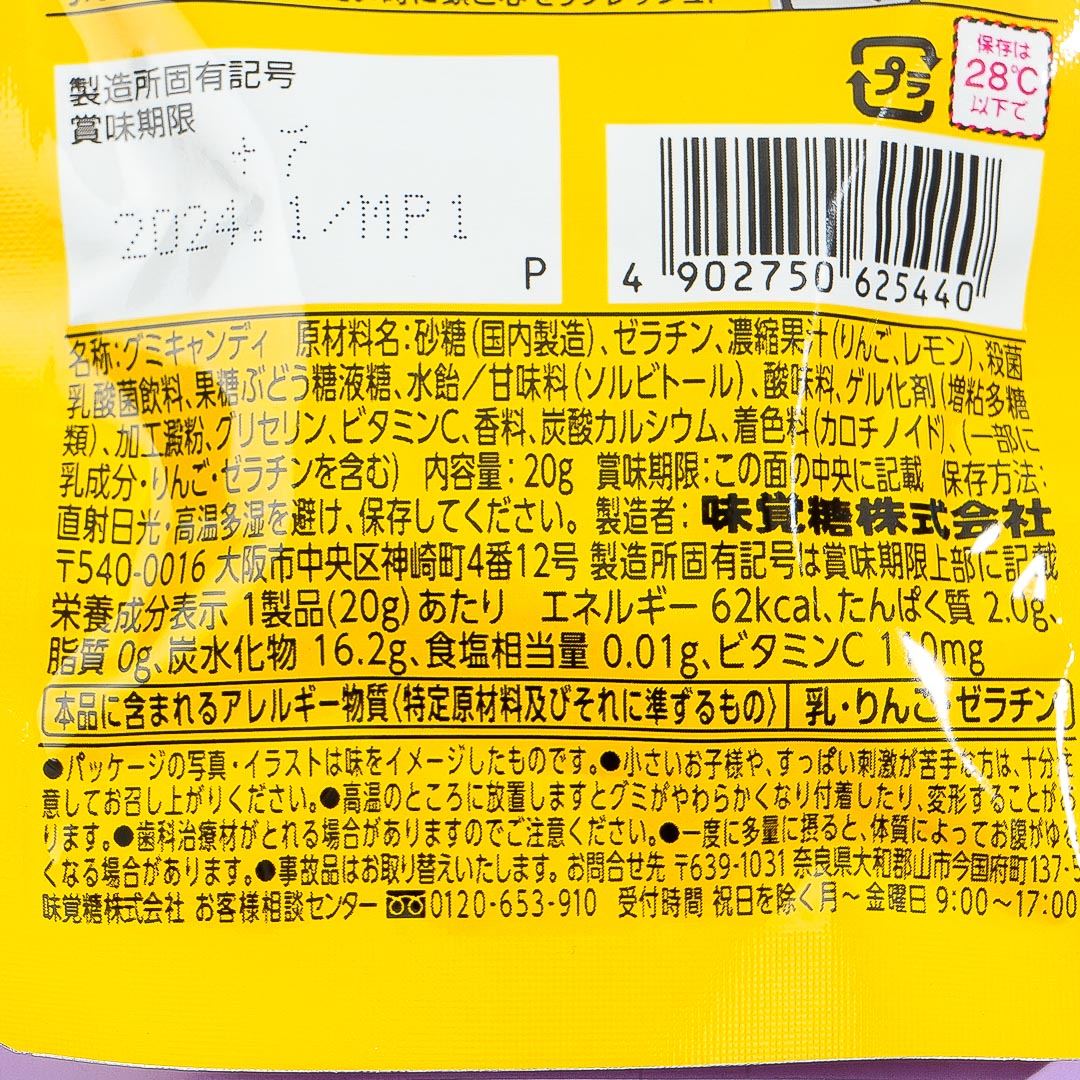 製造所固有記号
賞味期限
+7
2024.1/MP1
P
プラ
保存は
28℃
以下で
4 902750 625440
名称:グミキャンディ 原材料名:砂糖(国内製造)、ゼラチン、濃縮果汁(りんご、レモン)、殺菌
乳酸菌飲料、果糖ぶどう糖液糖、水飴/甘味料(ソルビトール)、酸味料、ゲル化剤(増粘多糖
類)、加工澱粉、グリセリン、ビタミンC、香料、炭酸カルシウム、着色料(カロチノイド)、(一部に
乳成分・りんご・ゼラチンを含む) 内容量:20g 賞味期限:この面の中央に記載 保存方法:
直射日光・高温多湿を避け、保存してください。 製造者:味覚糖株式会社
〒540-0016 大阪市中央区神崎町4番12号 製造所固有記号は賞味期限上部に記載
栄養成分表示 1製品(20g)あたり エネルギー 62kcal、たんぱく質 2.0g、
脂質 0g、炭水化物 16.2g、食塩相当量 0.01g、ビタミンC
本品に含まれるアレルギー物質〈特定原材料及びそれに準ずるもの〉 乳・りんご・ゼラチン
●パッケージの写真・イラストは味をイメージしたものです。●小さいお子様や、すっぱい刺激が苦手な方は、十分
意してお召し上がりください。●高温のところに放置しますとグミがやわらかくなり付着したり、変形することがあ
ります。●歯科治療材がとれる場合がありますのでご注意ください。●一度に多量に摂ると、体質によってお腹がゆる
くなる場合があります。●事故品はお取り替えいたします。お問合せ先 〒639-1031 奈良県大和郡山市今国府町137-5
味覚糖株式会社 お客様相談センター 0120-653-910 受付時間 祝日を除く月~金曜日 9:00~17:00